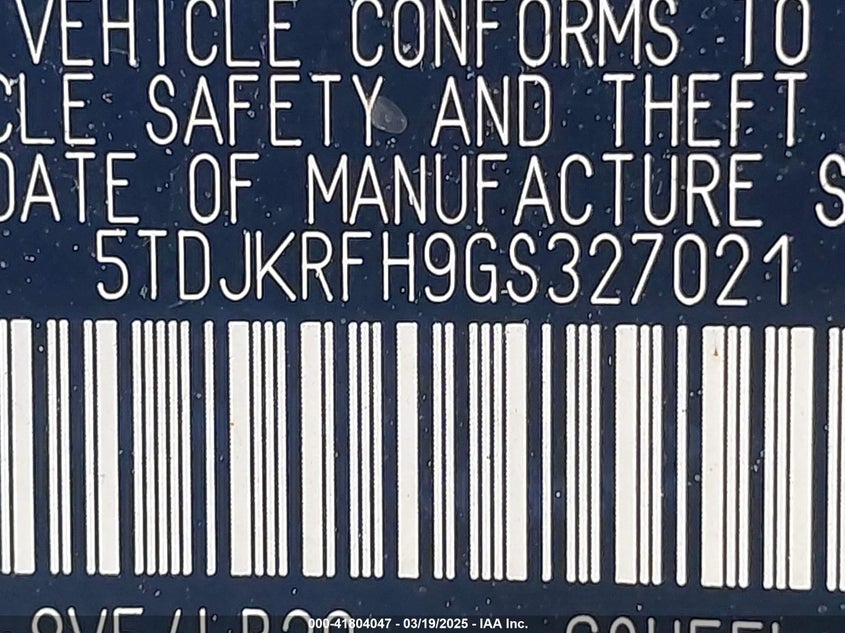 VEHICLE CONFORMS TO
CLE SAFETY AND THEFT
DATE OF MANUFACTURE S
5TDJKRFH9GS327021
000-41804047 - 03/19/2025 - IAA Inc.